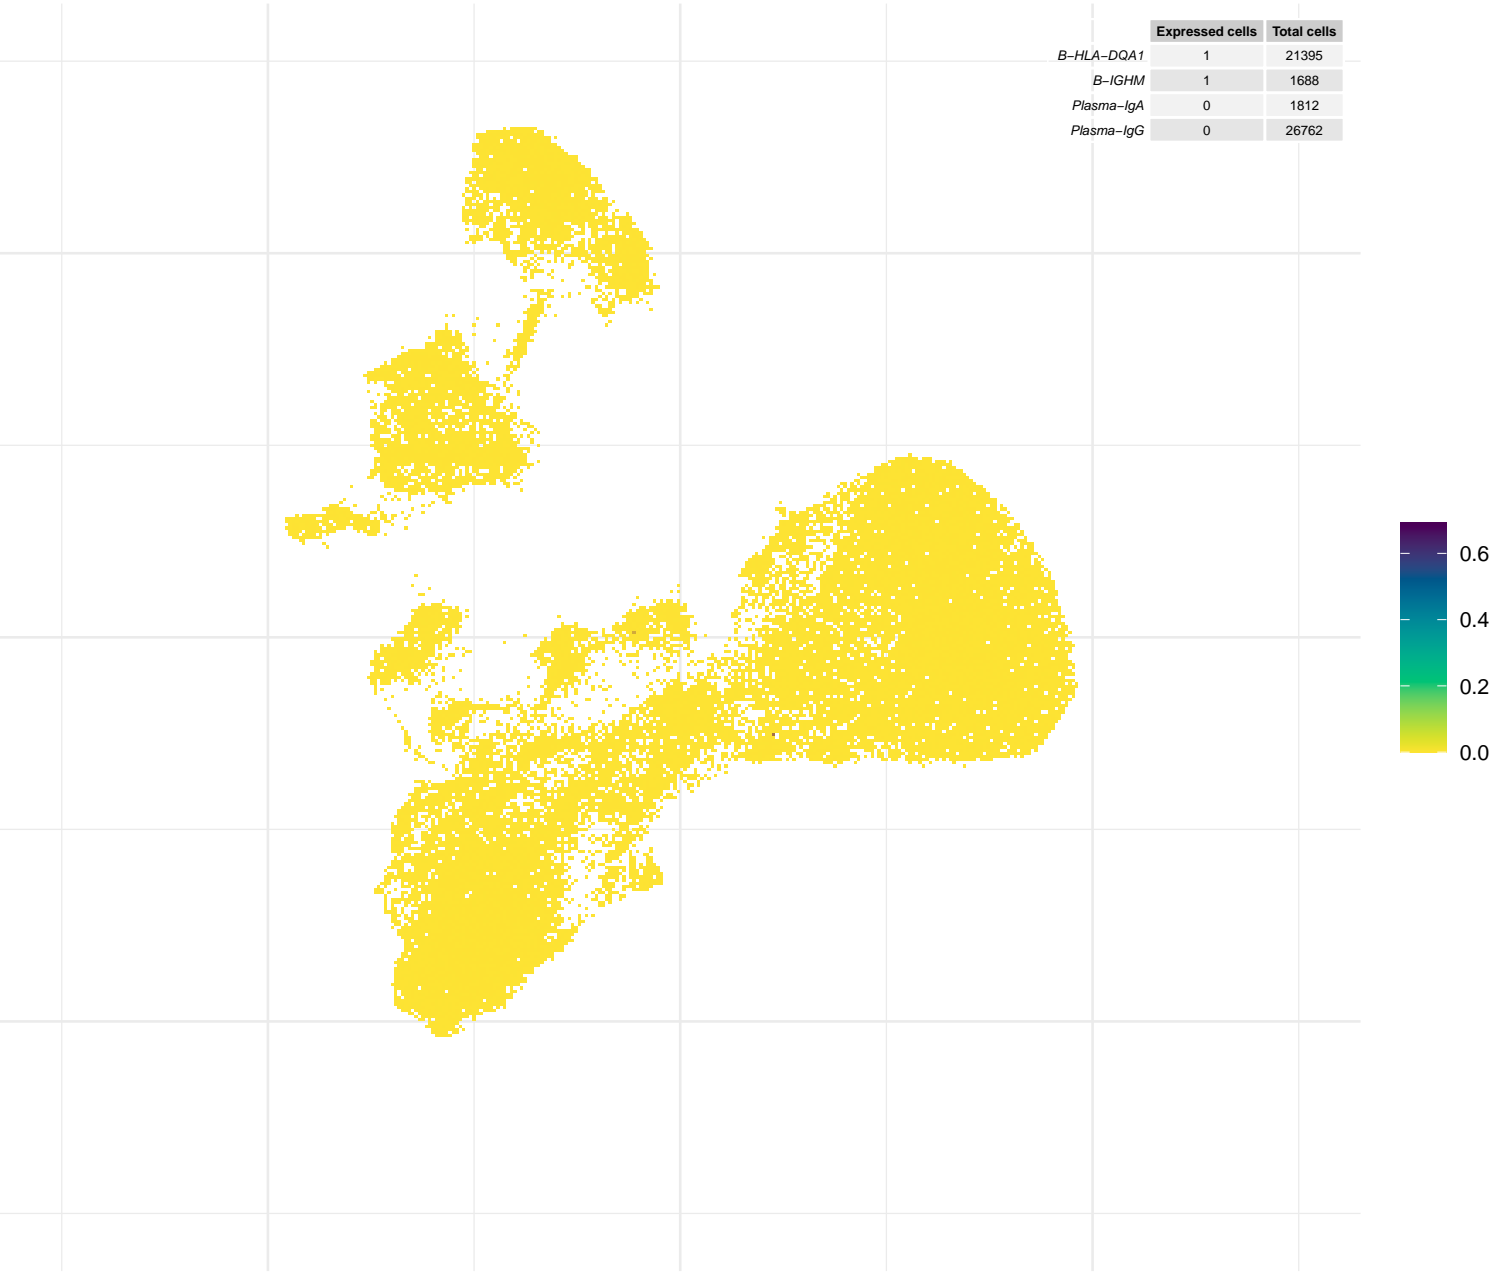 Expressed cells Total cells
B−HLA−DQA1 1 21395
B−IGHM 1 1688
Plasma−IgA 0 1812
Plasma−IgG 0 26762
0.6
0.4
0.2
0.0